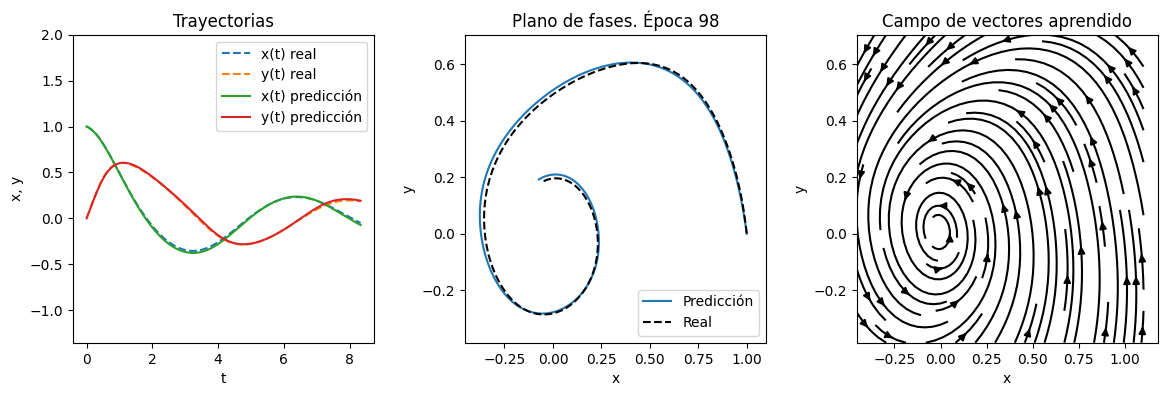 Trayectorias
2.0
1.5
1.0
0.5
0.0
−0.5
−1.0
x, y
0 2 4 6 8
t
x(t) real
y(t) real
x(t) predicción
y(t) predicción
Plano de fases. Época 98
0.6
0.4
0.2
0.0
−0.2
y
−0.25 0.00 0.25 0.50 0.75 1.00
x
Predicción
Real
Campo de vectores aprendido
0.6
0.4
0.2
0.0
−0.2
y
−0.25 0.00 0.25 0.50 0.75 1.00
x